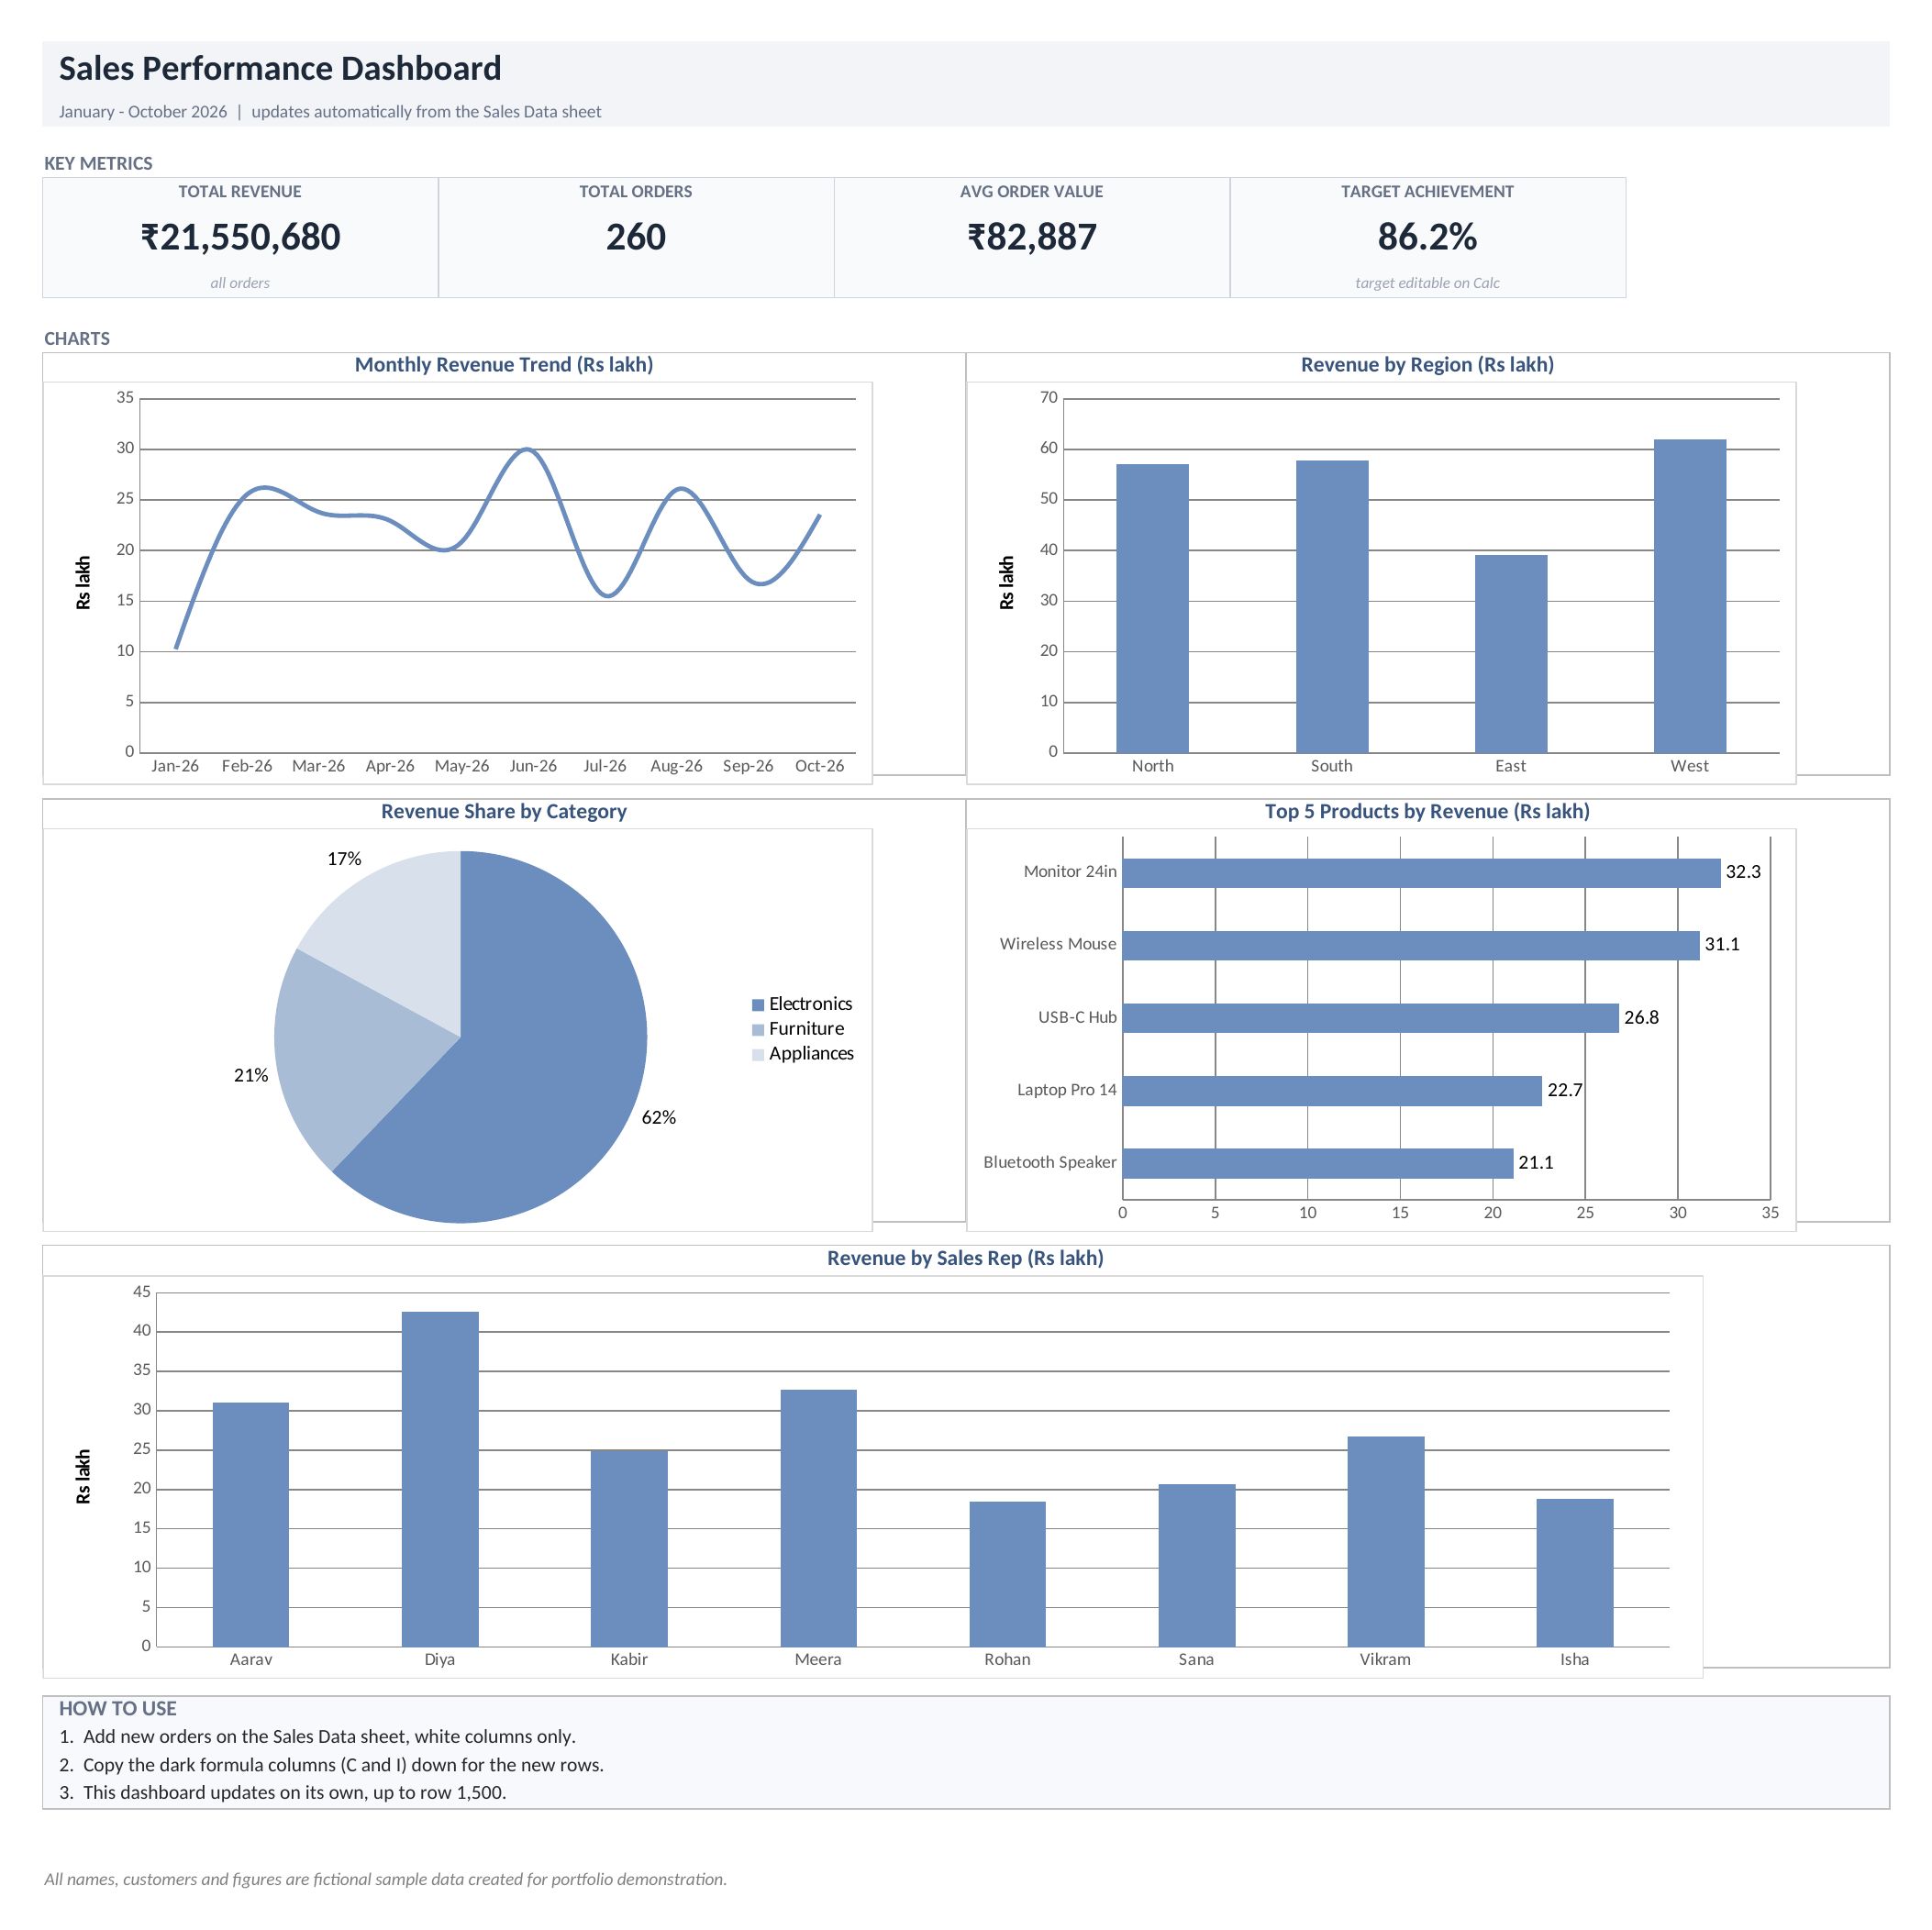 Sales Performance Dashboard
January - October 2026 | updates automatically from the Sales Data sheet
KEY METRICS
TOTAL REVENUE
₹21,550,680
all orders
TOTAL ORDERS
260
AVG ORDER VALUE
₹82,887
TARGET ACHIEVEMENT
86.2%
target editable on Calc
CHARTS
Monthly Revenue Trend (Rs lakh)
Rs lakh
35
30
25
20
15
10
5
0
Jan-26 Feb-26 Mar-26 Apr-26 May-26 Jun-26 Jul-26 Aug-26 Sep-26 Oct-26
Revenue by Region (Rs lakh)
Rs lakh
70
60
50
40
30
20
10
0
North South East West
Revenue Share by Category
17%
21%
62%
Electronics
Furniture
Appliances
Top 5 Products by Revenue (Rs lakh)
Monitor 24in 32.3
Wireless Mouse 31.1
USB-C Hub 26.8
Laptop Pro 14 22.7
Bluetooth Speaker 21.1
0 5 10 15 20 25 30 35
Revenue by Sales Rep (Rs lakh)
Rs lakh
45
40
35
30
25
20
15
10
5
0
Aarav Diya Kabir Meera Rohan Sana Vikram Isha
HOW TO USE
1. Add new orders on the Sales Data sheet, white columns only.
2. Copy the dark formula columns (C and I) down for the new rows.
3. This dashboard updates on its own, up to row 1,500.
All names, customers and figures are fictional sample data created for portfolio demonstration.